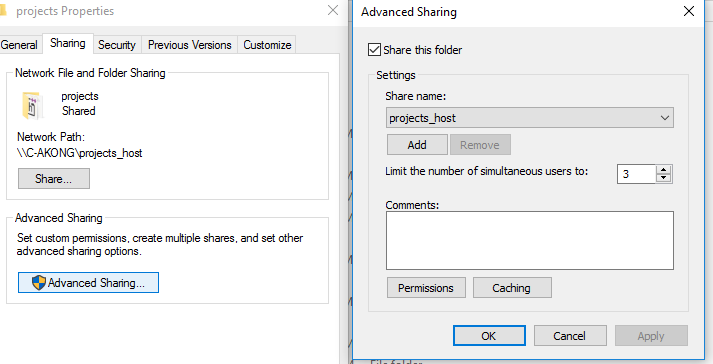 projects Properties
General
Sharing
Security
Previous Versions
Customize
Network File and Folder Sharing
projects
Shared
Network Path:
\\C-AKONG\projects_host
Share...
Advanced Sharing
Set custom permissions, create multiple shares, and set other
advanced sharing options.
Advanced Sharing...
Advanced Sharing
Share this folder
Settings
Share name:
projects_host
Add
Remove
Limit the number of simultaneous users to:
3
Comments:
Permissions
Caching
OK
Cancel
Apply
File folder